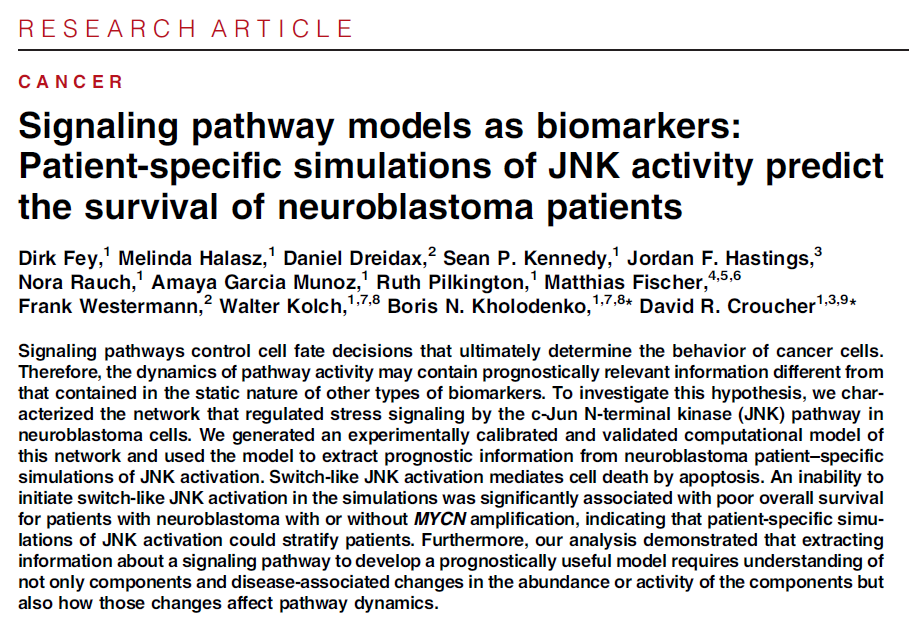 RESEARCH ARTICLE
CANCER
Signaling pathway models as biomarkers:
Patient-specific simulations of JNK activity predict
the survival of neuroblastoma patients
Dirk Fey,1 Melinda Halasz,1 Daniel Dreidax,2 Sean P. Kennedy,1 Jordan F. Hastings,3
Nora Rauch,1 Amaya Garcia Munoz,1 Ruth Pilkington,1 Matthias Fischer,4,5,6
Frank Westermann,2 Walter Kolch,1,7,8 Boris N. Kholodenko,1,7,8* David R. Croucher1,3,9*
Signaling pathways control cell fate decisions that ultimately determine the behavior of cancer cells.
Therefore, the dynamics of pathway activity may contain prognostically relevant information different from
that contained in the static nature of other types of biomarkers. To investigate this hypothesis, we char-
acterized the network that regulated stress signaling by the c-Jun N-terminal kinase (JNK) pathway in
neuroblastoma cells. We generated an experimentally calibrated and validated computational model of
this network and used the model to extract prognostic information from neuroblastoma patient–specific
simulations of JNK activation. Switch-like JNK activation mediates cell death by apoptosis. An inability to
initiate switch-like JNK activation in the simulations was significantly associated with poor overall survival
for patients with neuroblastoma with or without MYCN amplification, indicating that patient-specific simu-
lations of JNK activation could stratify patients. Furthermore, our analysis demonstrated that extracting
information about a signaling pathway to develop a prognostically useful model requires understanding of
not only components and disease-associated changes in the abundance or activity of the components but
also how those changes affect pathway dynamics.